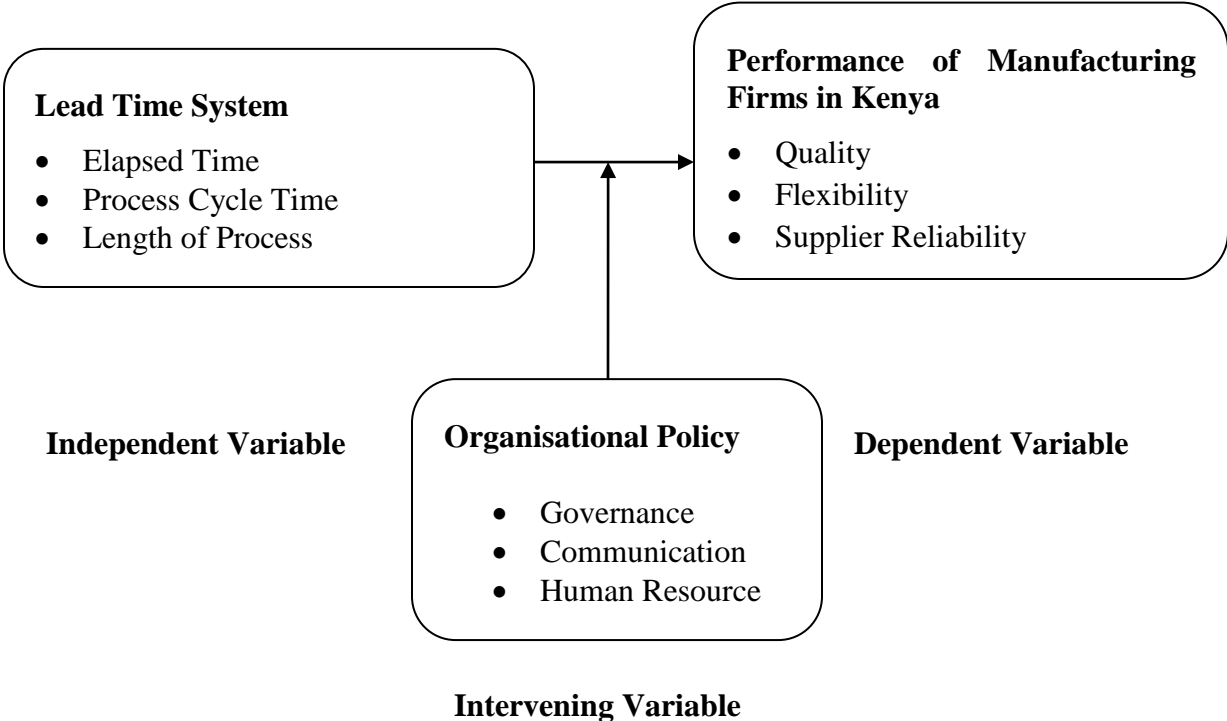 Lead Time System
• Elapsed Time
• Process Cycle Time
• Length of Process
Performance of Manufacturing
Firms in Kenya
• Quality
• Flexibility
• Supplier Reliability
Independent Variable
Organisational Policy
• Governance
• Communication
• Human Resource
Dependent Variable
Intervening Variable